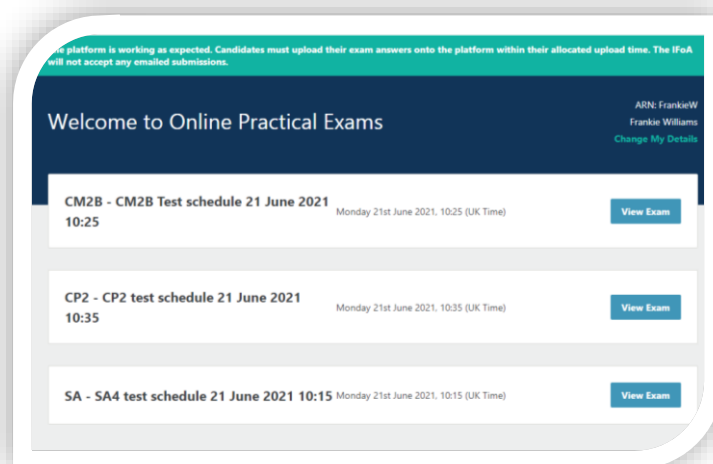 platform is working as expected. Candidates must upload their exam answers onto the platform within their allocated upload time. The IFoA
will not accept any emailed submissions.
ARN: FrankieW
Welcome to Online Practical Exams
Frankie Williams
Change My Details
CM2B - CM2B Test schedule 21 June 2021
10:25
Monday 21st June 2021, 10:25 (UK Time)
View Exam
CP2 - CP2 test schedule 21 June 2021
10:35
Monday 21st June 2021, 10:35 (UK Time)
View Exam
SA - SA4 test schedule 21 June 2021 10:15
Monday 21st June 2021, 10:15 (UK Time)
View Exam